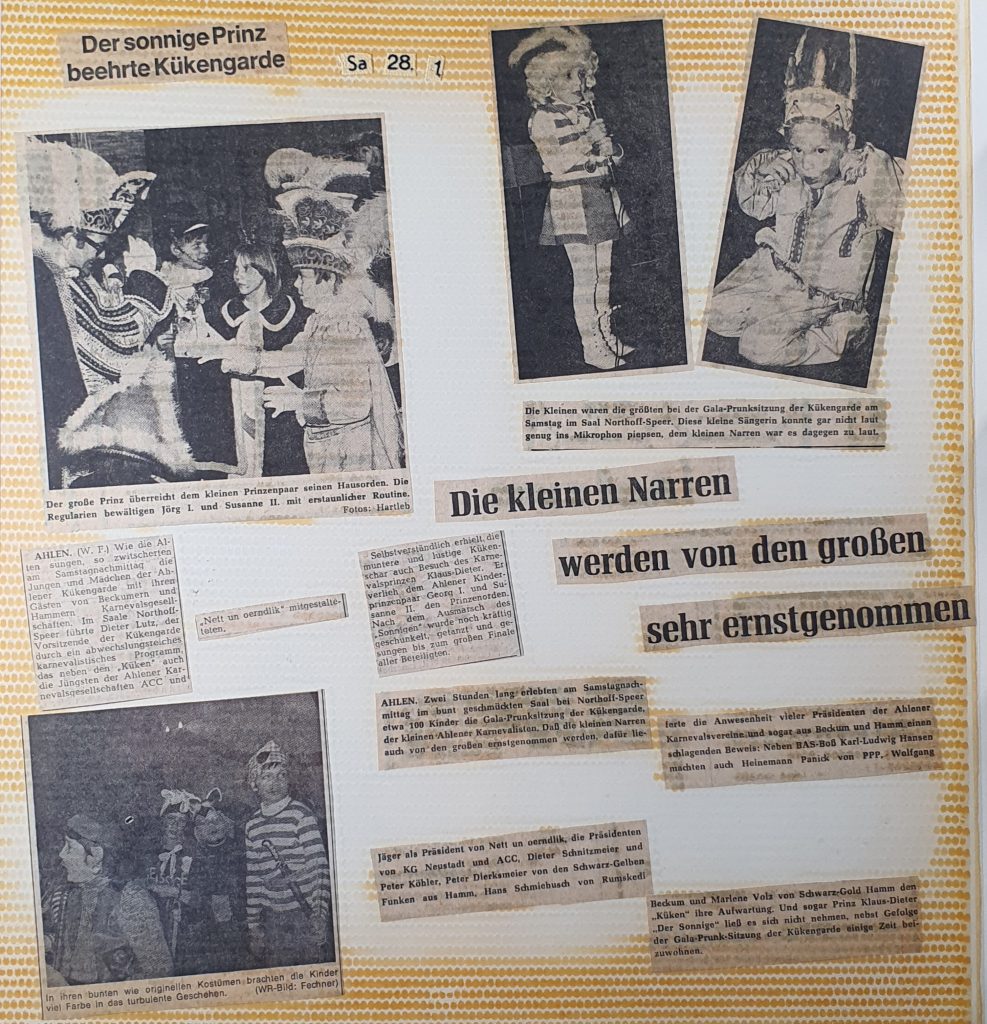 Der sonnige Prinz
beehrte Kükengarde
Sa 28. 1
Der große Prinz überreicht dem kleinen Prinzenpaar seinen Hausorden. Die
Regularien bewältigen Jörg I. und Susanne II. mit erstaunlicher Routine.
Fotos: Hartleb
Die Kleinen waren die größten bei der Gala-Prunksitzung der Kükengarde am
Samstag im Saal Northoff-Speer. Diese kleine Sängerin konnte gar nicht laut
genug ins Mikrophon piepsen, dem kleinen Narren war es dagegen zu laut.
Die kleinen Narren
werden von den großen
sehr ernstgenommen
AHLEN. (W. F.) Wie die Al-
ten sungen, so zwitscherten
am Samstagnachmittag die
Jungen und Mädchen der Ah-
lener Kükengarde mit ihren
Gästen von Beckumern und
Hammern Karnevalsgesell-
schaften. Im Saale Northoff-
Speer führte Dieter Lutz, der
Vorsitzende der Kükengarde
durch ein abwechslungsreiches
karnevalistisches Programm,
das neben den „Küken" auch
die Jüngsten der Ahlener Kar-
nevalsgesellschaften ACC und
„Nett un oerndlik" mitgestalte-
teten.
Selbstverständlich erhielt die
muntere und lustige Küken-
schar auch Besuch des Karne-
valsprinzen Klaus-Dieter. Er
verlieh dem Ahlener Kinder-
prinzenpaar Georg I. und Su-
sanne II. den Prinzenorden.
Nach dem Ausmarsch des
„Sonnigen" wurde noch kräftig
geschunkelt, getanzt und ge-
sungen bis zum großen Finale
aller Beteiligten.
AHLEN. Zwei Stunden lang erlebten am Samstagnach-
mittag im bunt geschmückten Saal bei Northoff-Speer
etwa 100 Kinder die Gala-Prunksitzung der Kükengarde,
der kleinen Ahlener Karnevalisten. Daß die kleinen Narren
auch von den großen ernstgenommen werden, dafür lie-
ferte die Anwesenheit vieler Präsidenten der Ahlener
Karnevalsvereine und sogar aus Beckum und Hamm einen
schlagenden Beweis: Neben BAS-Boß Karl-Ludwig Hansen
machten auch Heinemann Panick von PPP, Wolfgang
Jäger als Präsident von Nett un oerndlik, die Präsidenten
von KG Neustadt und ACC, Dieter Schnitzmeier und
Peter Köhler, Peter Dierksmeier von den Schwarz-Gelben
Funken aus Hamm, Hans Schmiehusch von Rumskedi
Beckum und Marlene Volz von Schwarz-Gold Hamm den
„Küken" ihre Aufwartung. Und sogar Prinz Klaus-Dieter
„Der Sonnige" ließ es sich nicht nehmen, nebst Gefolge
der Gala-Prunk-Sitzung der Kükengarde einige Zeit bei-
zuwohnen.
In ihren bunten wie originellen Kostümen brachten die Kinder
viel Farbe in das turbulente Geschehen. (WR-Bild: Fechner)